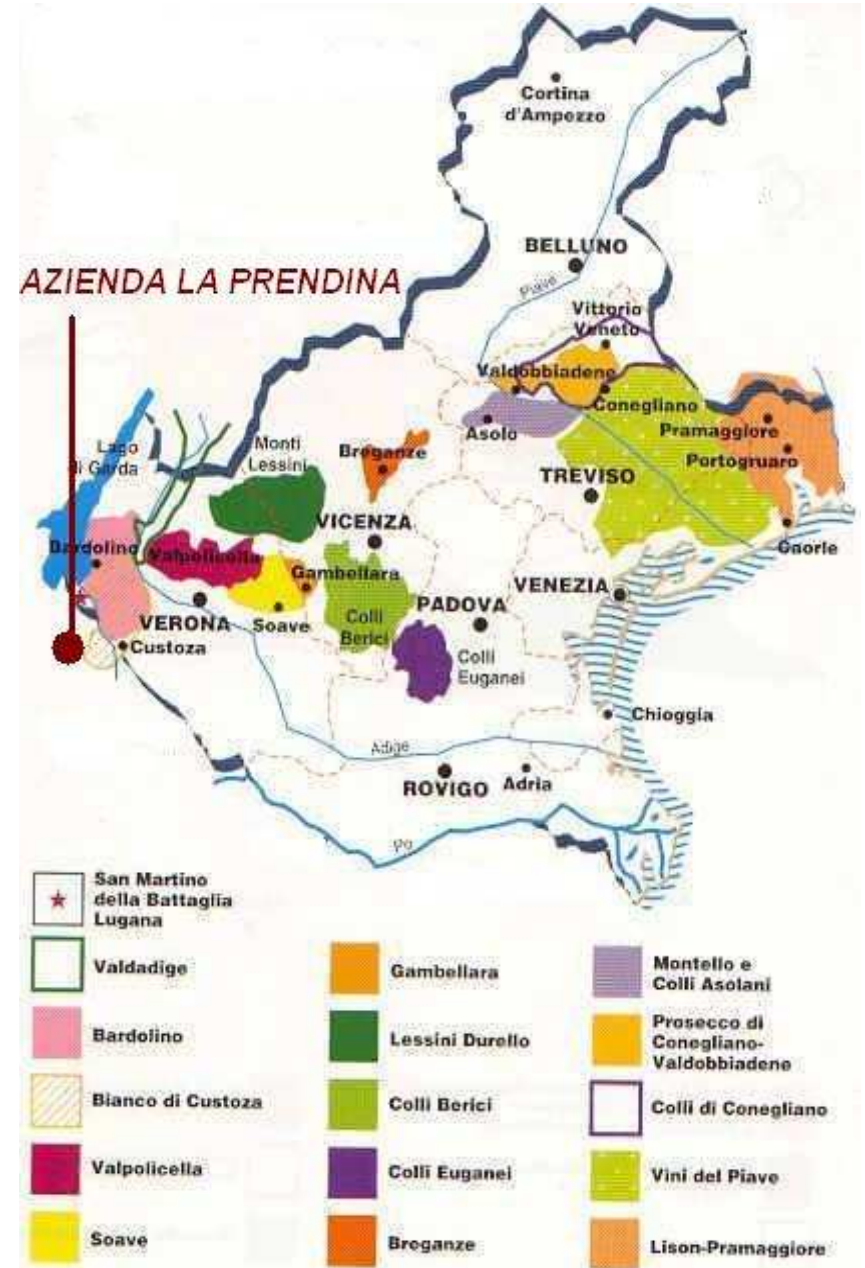 Cortina
d'Ampezzo
BELLUNO
AZIENDA LA PRENDINA
Piave
Vittorio
Veneto
Valdobbiadene
Conegliano
Asolo
Pramaggiore
Portogruaro
Lago
di Garda
Monti
Lessini
Breganze
TREVISO
VICENZA
Caorle
Bardolino
Valpolicella
Gambellara
VENEZIA
PADOVA
VERONA
Soave
Colli
Berici
Custoza
Colli
Euganei
Chioggia
Adige
ROVIGO
Adria
Po
San Martino
della Battaglia
Lugana
Valdadige
Bardolino
Bianco di Custoza
Valpolicella
Soave
Gambellara
Lessini Durello
Colli Berici
Colli Euganei
Breganze
Montello e
Colli Asolani
Prosecco di
Conegliano-
Valdobbiadene
Colli di Conegliano
Vini del Piave
Lison-Pramaggiore